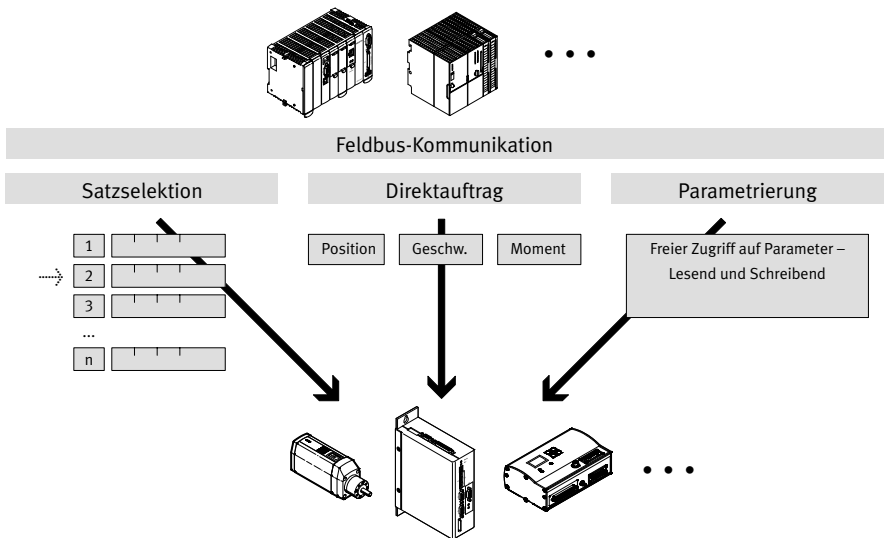 • • •
Feldbus-Kommunikation
Satzselektion
Direktauftrag
Parametrierung
1
2
3
...
n
Position
Geschw.
Moment
Freier Zugriff auf Parameter –
Lesend und Schreibend
• • •